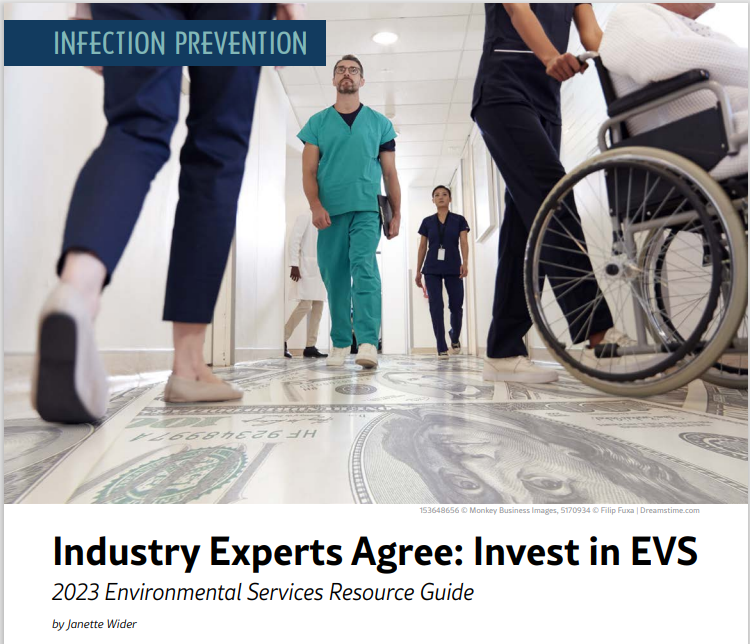 INFECTION PREVENTION
HF923489974
153648656 © Monkey Business Images, 5170934 © Filip Fuxa | Dreamstime.com
Industry Experts Agree: Invest in EVS
2023 Environmental Services Resource Guide
by Janette Wider